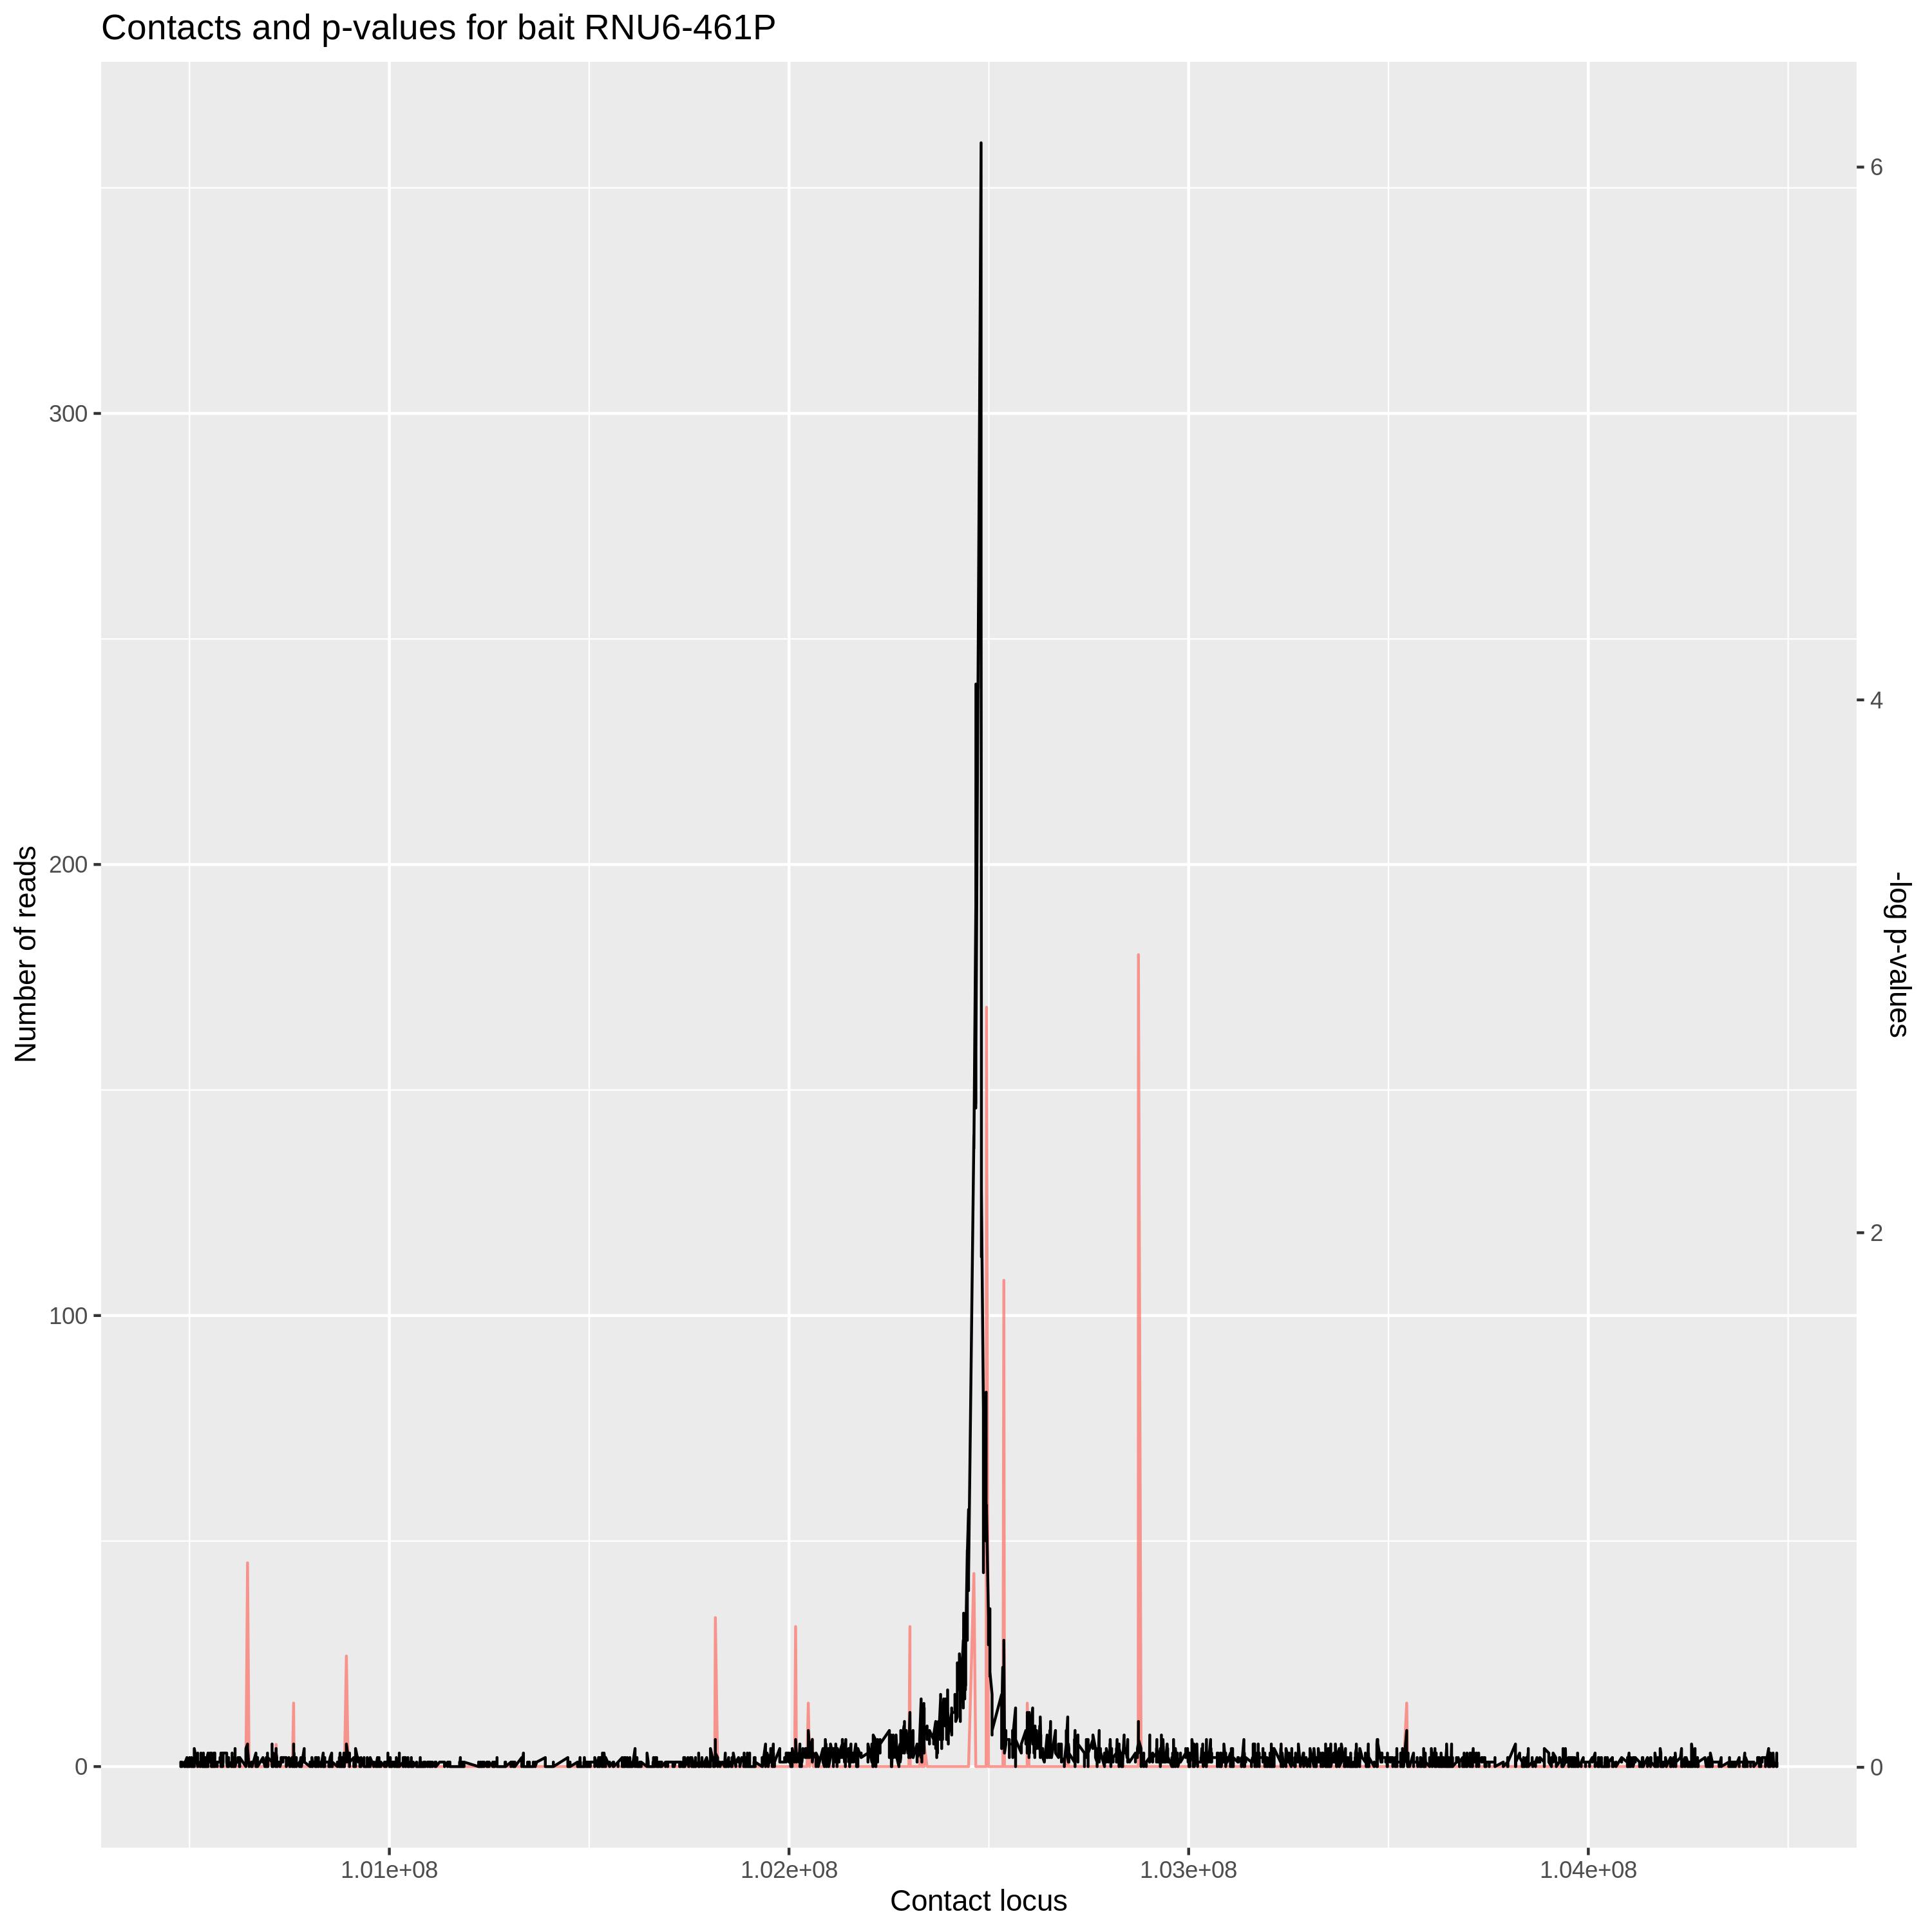 Contacts and p-values for bait RNU6-461P
Number of reads
300
200
100
0
6
4
2
0
-log p-values
1.01e+08 1.02e+08 1.03e+08 1.04e+08
Contact locus